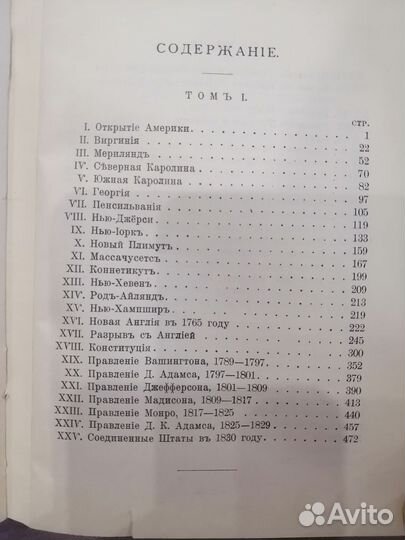 СОДЕРЖАНІЕ.
ТОМЪ I.
СТР.
I. Открытіе Америки. 1
II. Виргинія 22
III. Мериляндъ 52
IV. Сѣверная Каролина 70
V. Южная Каролина 82
VI. Георгія 97
VII. Пенсильванія 105
VIII. Нью-Джёрси 119
IX. Нью-Іоркъ 133
X. Новый Плимутъ 159
XI. Массачусетсъ 167
XII. Коннетикутъ 199
XIII. Нью-Хевенъ 209
XIV. Родъ-Айляндъ 213
XV. Нью-Хампширъ 219
XVI. Новая Англія въ 1765 году 222
XVII. Разрывъ съ Англіей 245
XVIII. Конституція 300
XIX. Правленіе Вашингтона, 1789—1797. 352
XX. Правленіе Д. Адамса, 1797—1801. 379
XXI. Правленіе Джефферсона, 1801—1809 390
XXII. Правленіе Мадисона, 1809—1817 413
XXIII. Правленіе Монро, 1817—1825 440
XXIV. Правленіе Д. К. Адамса, 1825—1829 457
XXV. Соединенные Штаты въ 1830 году 472
Avito